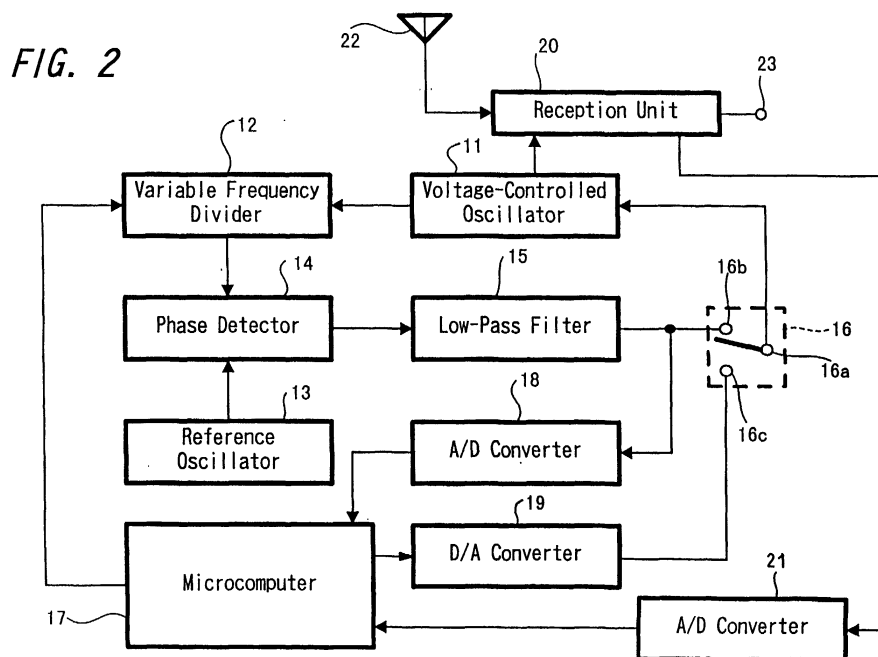 FIG. 2
22
20
23
Reception Unit
12
11
Variable Frequency
Divider
Voltage-Controlled
Oscillator
14
15
16b
Phase Detector
Low-Pass Filter
16
16a
13
18
16c
Reference
Oscillator
A/D Converter
19
Microcomputer
D/A Converter
17
21
A/D Converter